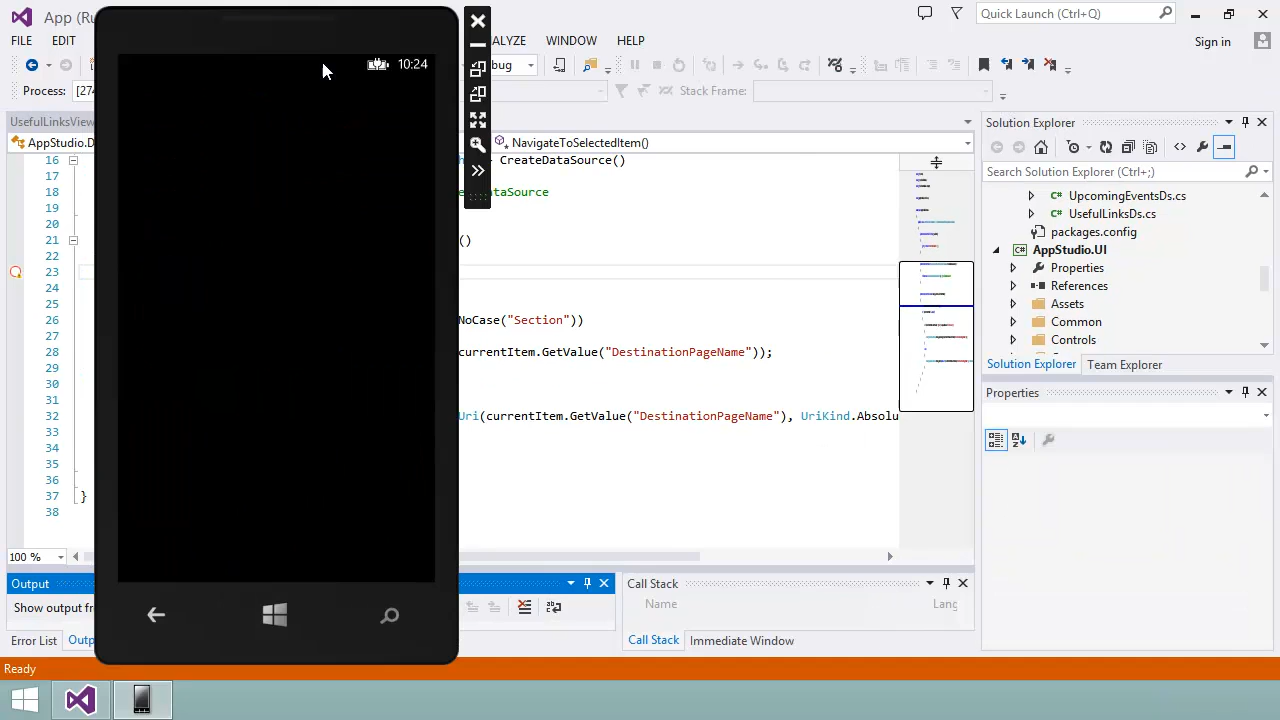 App (Ru
Quick Launch (Ctrl+Q)
FILE EDIT
ALYZE WINDOW HELP
Sign in
bug
Process: [274
Stack Frame:
10:24
UsefulLinksView
AppStudio.D
NavigateToSelectedItem()
16 CreateDataSource()
17
18 ataSource
19
20
21 ()
22
23
24
25
26 NoCase("Section"))
27
28 currentItem.GetValue("DestinationPageName"));
29
30
31
32 Uri(currentItem.GetValue("DestinationPageName"), UriKind.Absolu
33
34
35
36
37 }
38
100 %
Solution Explorer
Search Solution Explorer (Ctrl+;)
UpcomingEventsDs.cs
UsefulLinksDs.cs
packages.config
AppStudio.UI
Properties
References
Assets
Common
Controls
Solution Explorer Team Explorer
Properties
Output
Show output fr
Error List Outp
Call Stack
Name Lang
Call Stack Immediate Window
Ready